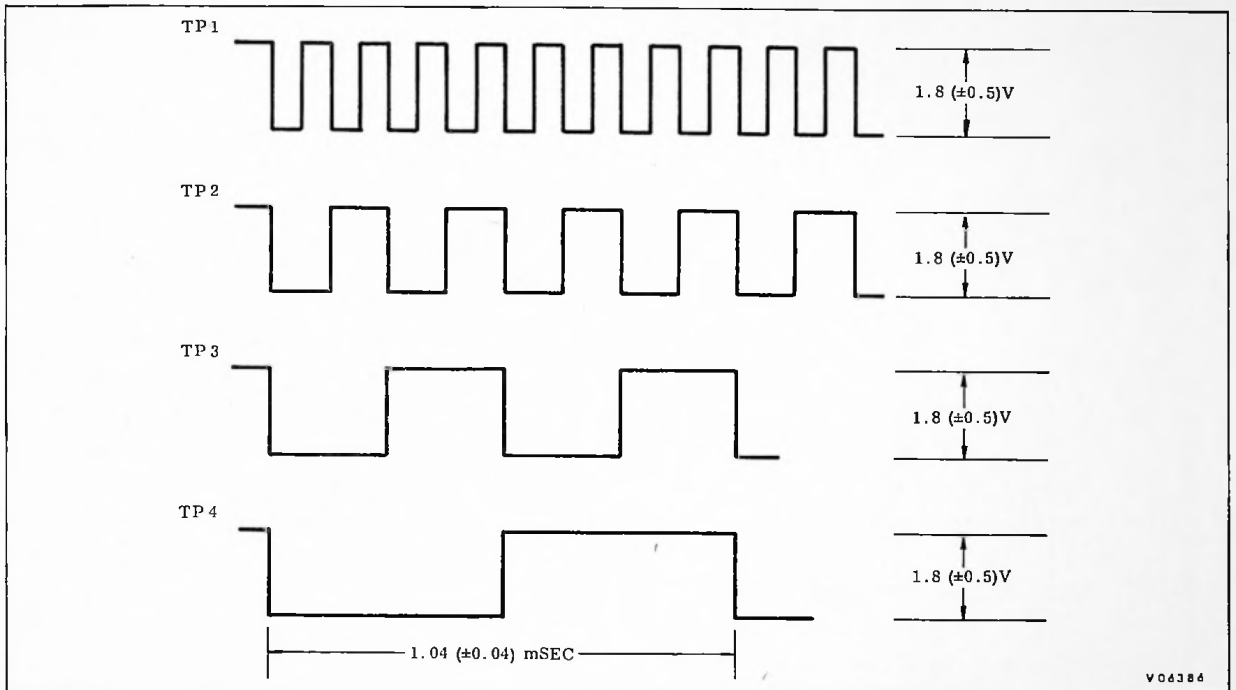 TP1
1.8 (±0.5)V
TP2
1.8 (±0.5)V
TP3
1.8 (±0.5)V
TP4
1.8 (±0.5)V
1.04 (±0.04) mSEC
V06386